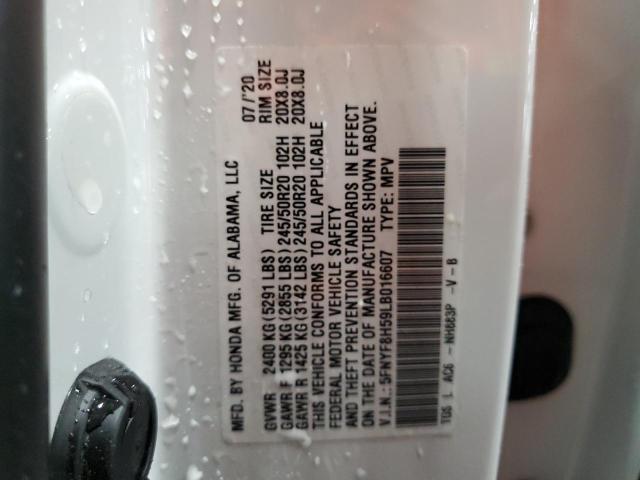 MFD. BY HONDA MFG. OF ALABAMA, LLC 07/'20
GVWR 2400 KG(5291 LBS) TIRE SIZE RIM SIZE
GAWR F 1295 KG (2855 LBS)245/50R20 102H 20X8.0J
GAWR R 1425 KG(3142 LBS)245/50R20 102H 20X8.0J
THIS VEHICLE CONFORMS TO ALL APPLICABLE
FEDERAL MOTOR VEHICLE SAFETY
AND THEFT PREVENTION STANDARDS IN EFFECT
ON THE DATE OF MANUFACTURE SHOWN ABOVE.
V.I.N.: 5FNYF8H59LB016607 TYPE: MPV
TGS L AC6 - NH883P -V-B